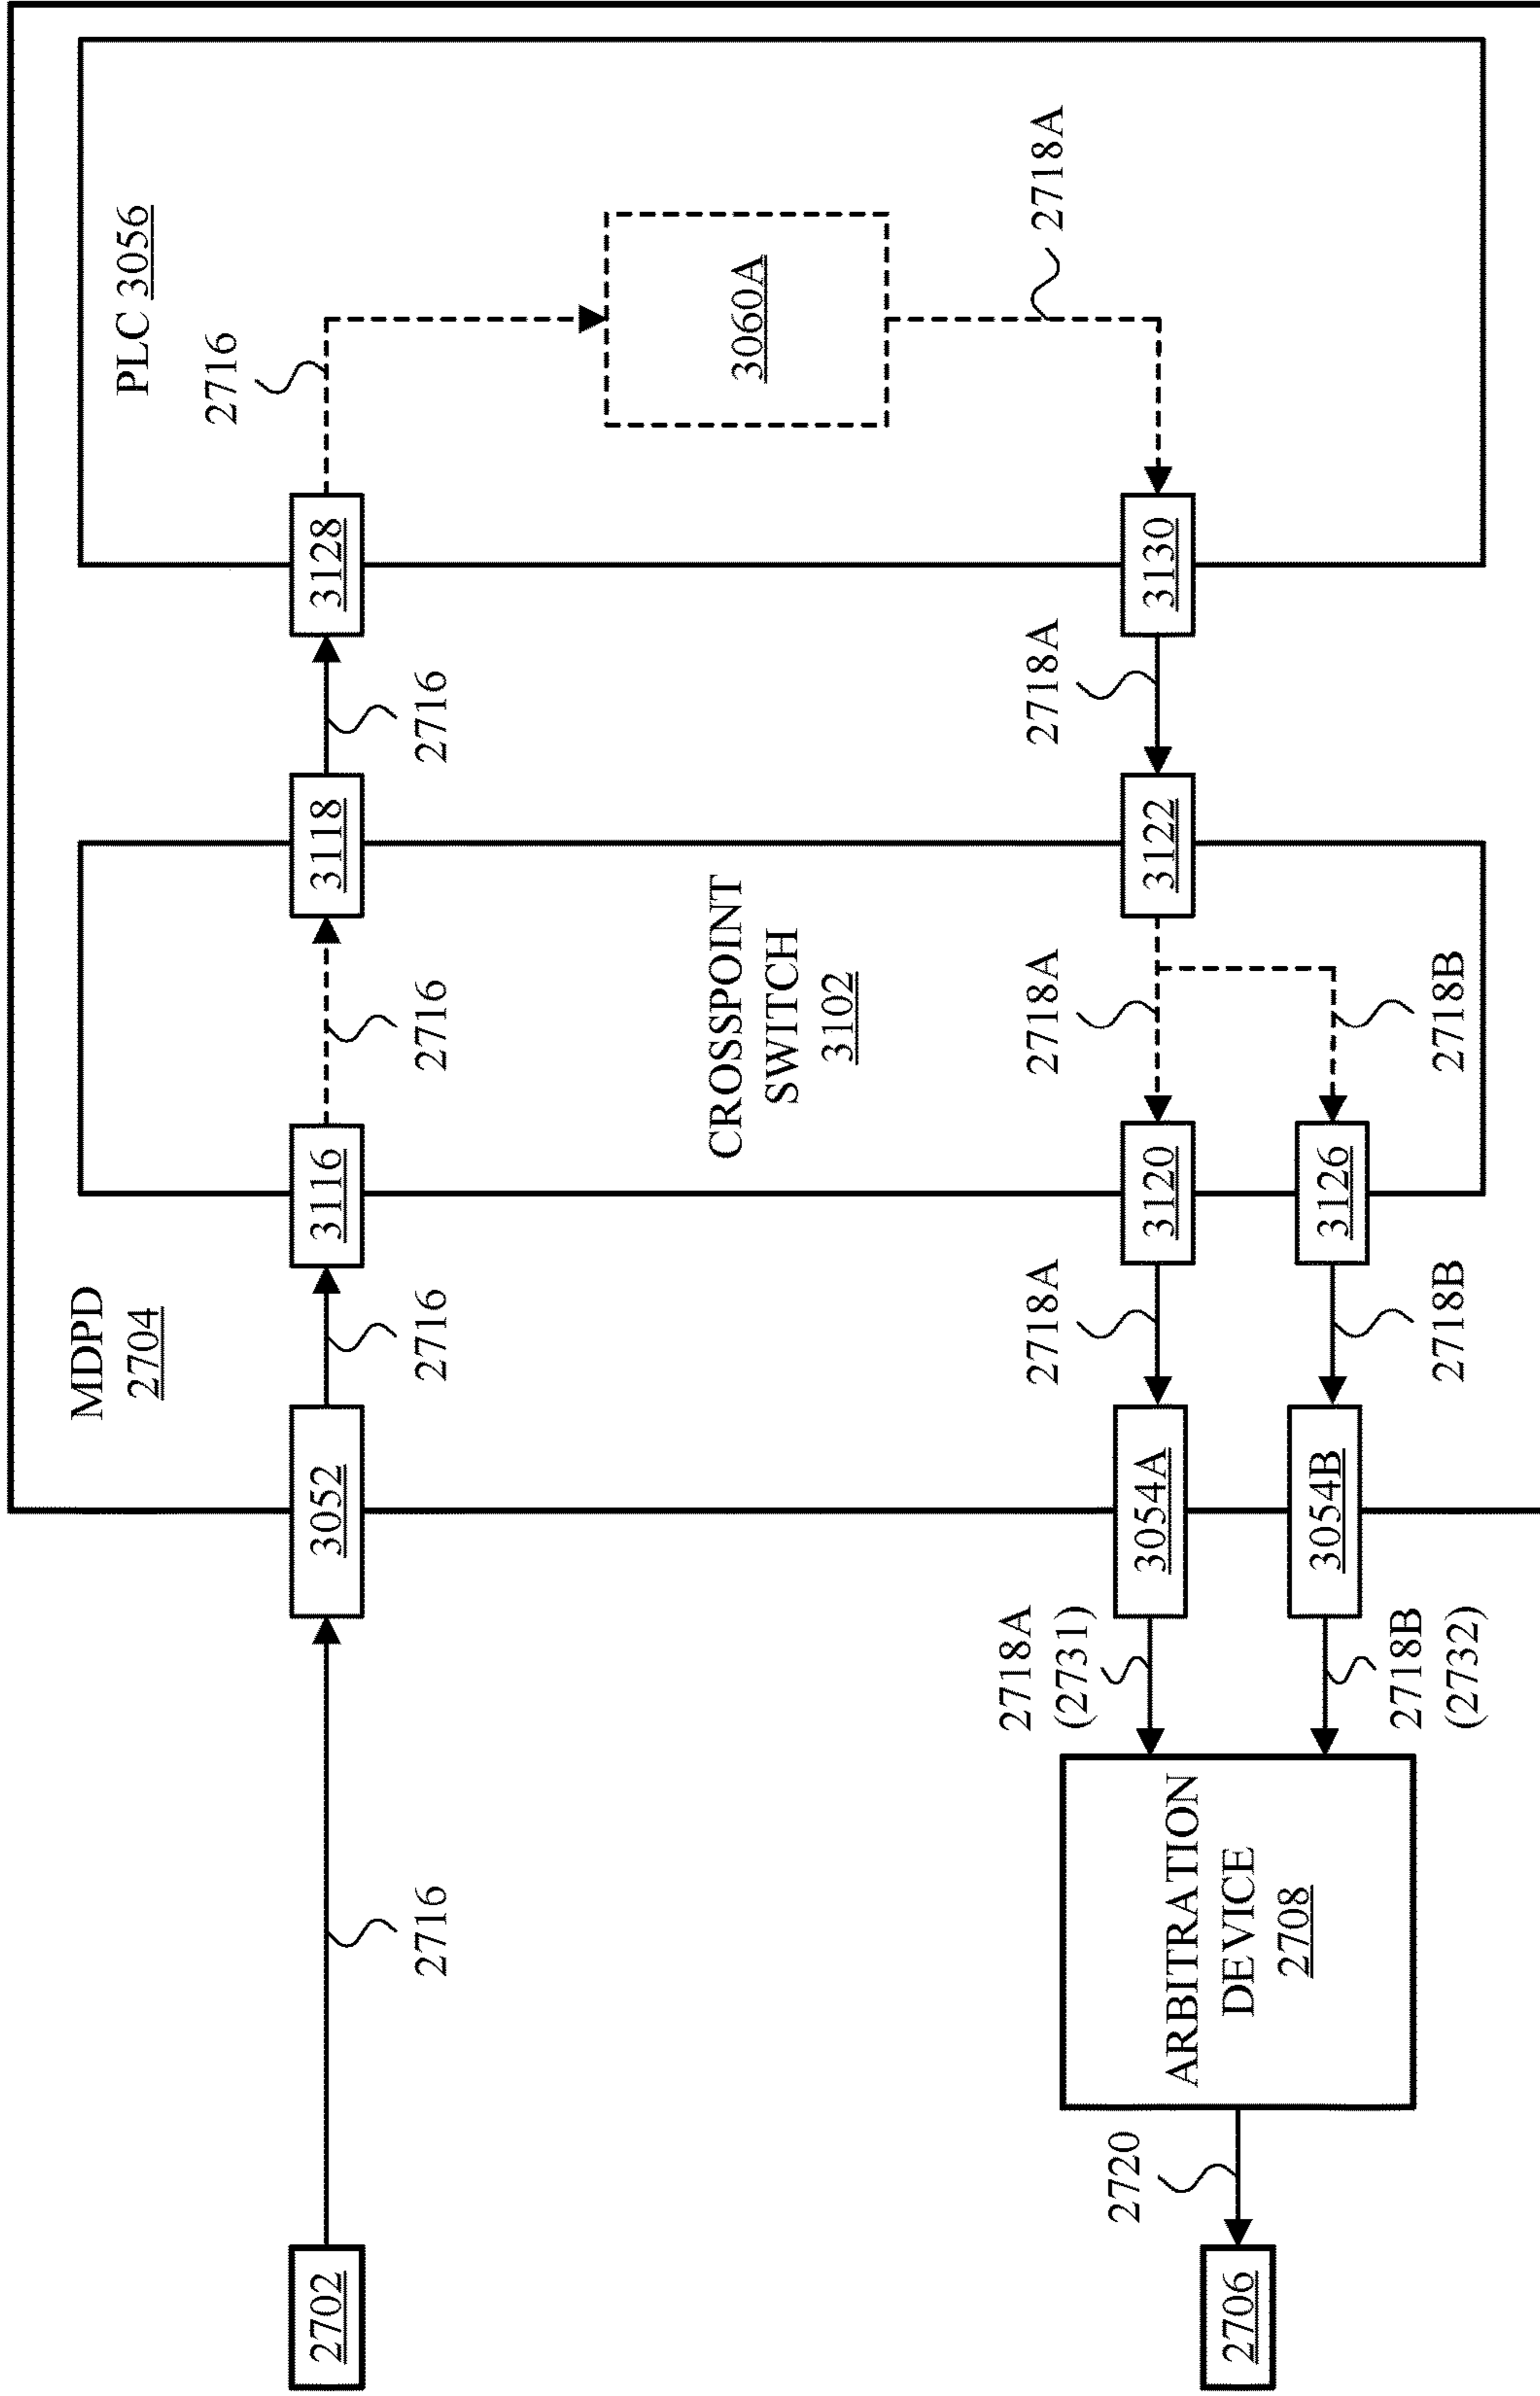 MDPD
2704
PLC 3056
2702
2716
3052
2716
3116
2716
3118
2716
3128
2716
3060A
2718A
CROSSPOINT
SWITCH
3102
2706
2720
ARBITRATION
DEVICE
2708
2718A
(2731)
3054A
2718A
3120
2718A
3122
2718A
3130
2718B
(2732)
3054B
2718B
3126
2718B